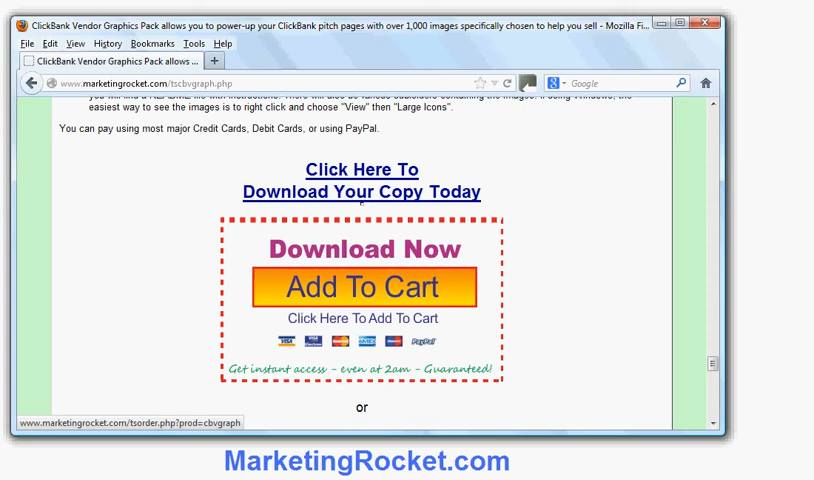 ClickBank Vendor Graphics Pack allows you to power-up your ClickBank pitch pages with over 1,000 images specifically chosen to help you sell - Mozilla Fi...
File Edit View History Bookmarks Tools Help
ClickBank Vendor Graphics Pack allows ... +
www.marketingrocket.com/tscbvgraph.php Google
easiest way to see the images is to right click and choose "View" then "Large Icons".
You can pay using most major Credit Cards, Debit Cards, or using PayPal.
Click Here To
Download Your Copy Today
Download Now
Add To Cart
Click Here To Add To Cart
VISA VISA PayPal
Get instant access - even at 2am - Guaranteed!
or
www.marketingrocket.com/tsorder.php?prod=cbvgraph
MarketingRocket.com